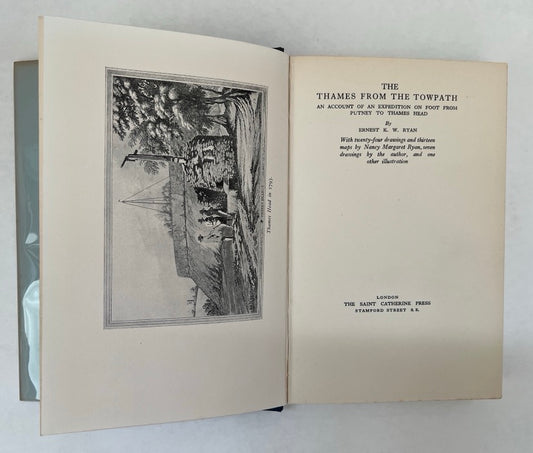 Thames Head in 1793.
THE
THAMES FROM THE TOWPATH
AN ACCOUNT OF AN EXPEDITION ON FOOT FROM
PUTNEY TO THAMES HEAD
By
ERNEST K. W. RYAN
With twenty-four drawings and thirteen
maps by Nancy Margaret Ryan, seven
drawings by the author, and one
other illustration
LONDON
THE SAINT CATHERINE PRESS
STAMFORD STREET S.E.